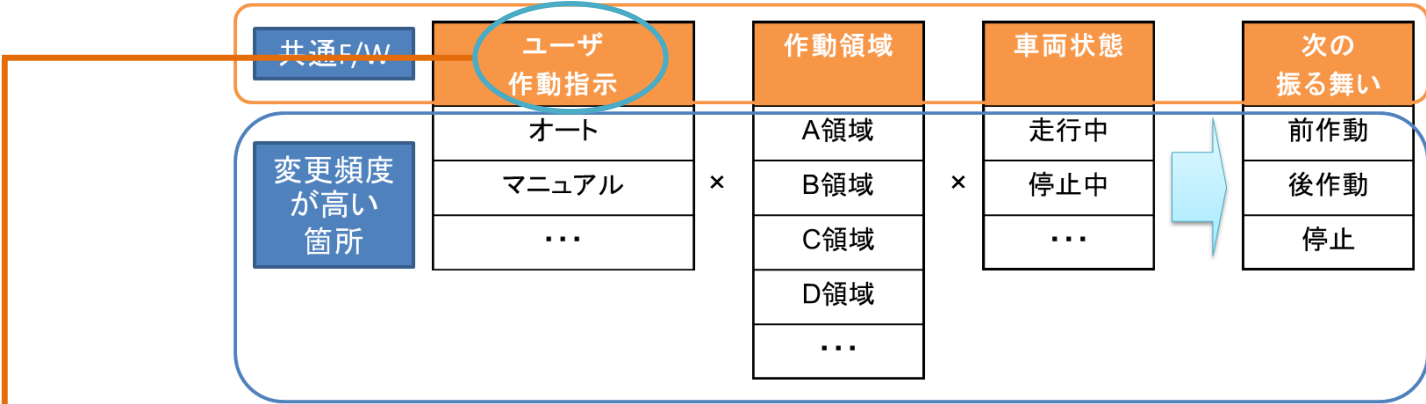 共通F/W
ユーザ
作動指示
作動領域
車両状態
次の
振る舞い
変更頻度
が高い
箇所
オート
マニュアル
・・・
×
A領域
B領域
C領域
D領域
・・・
×
走行中
停止中
・・・
前作動
後作動
停止